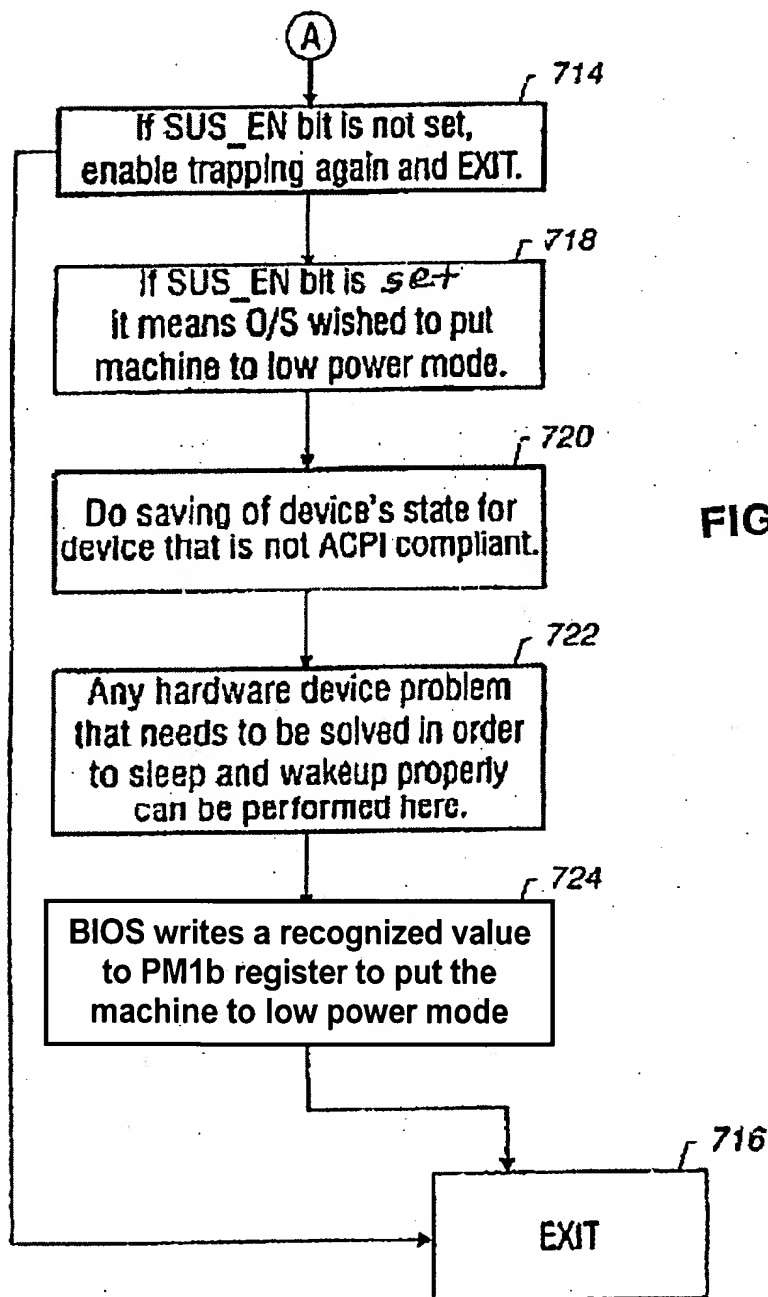 A
714
If SUS_EN bit is not set,
enable trapping again and EXIT.
718
If SUS_EN bit is set
it means O/S wished to put
machine to low power mode.
720
Do saving of device's state for
device that is not ACPI compliant.
FIG
722
Any hardware device problem
that needs to be solved in order
to sleep and wakeup properly
can be performed here.
724
BIOS writes a recognized value
to PM1b register to put the
machine to low power mode
716
EXIT